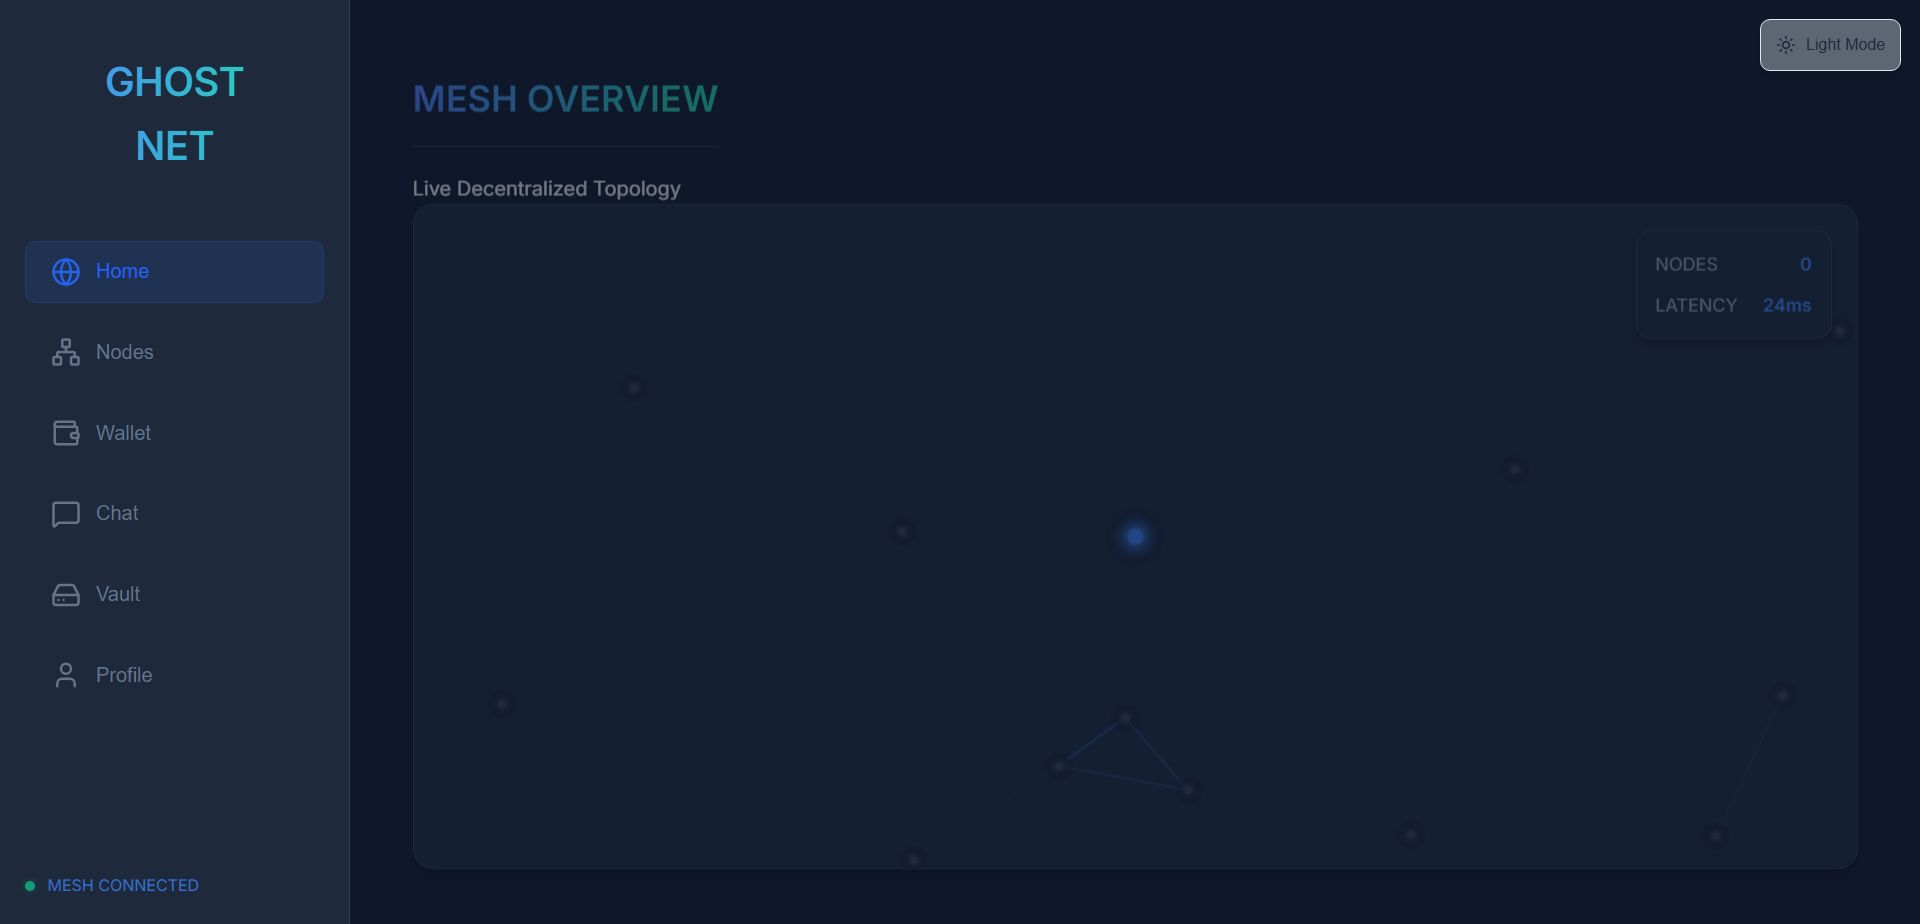 GHOST
NET
Home
Nodes
Wallet
Chat
Vault
Profile
MESH CONNECTED
Light Mode
MESH OVERVIEW
Live Decentralized Topology
NODES 0
LATENCY 24ms